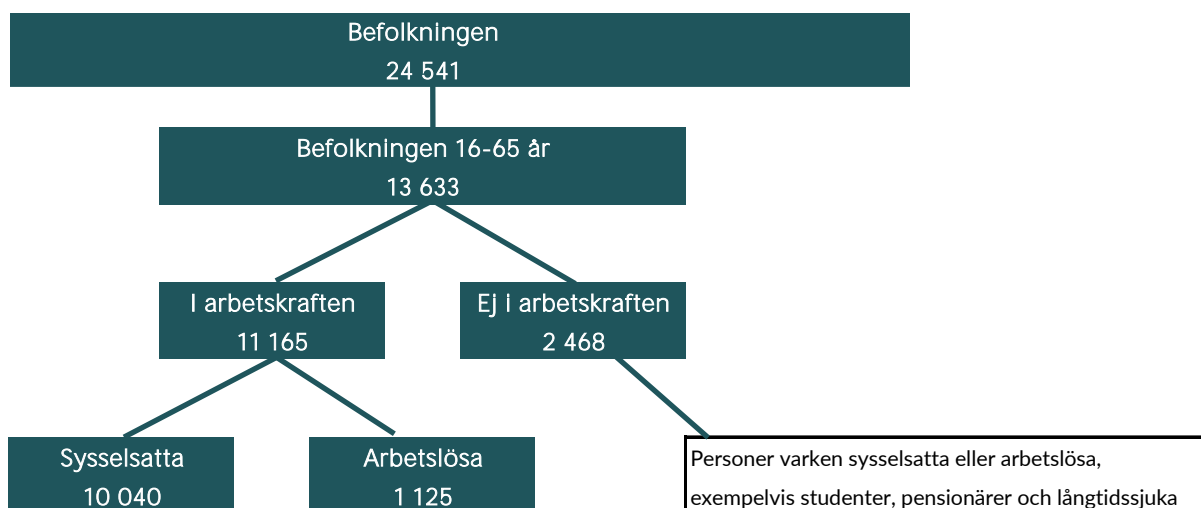 Befolkningen
24 541
Befolkningen 16-65 år
13 633
I arbetskraften
11 165
Ej i arbetskraften
2 468
Sysselsatta
10 040
Arbetslösa
1 125
Personer varken sysselsatta eller arbetslösa,
exempelvis studenter, pensionärer och långtidssjuka